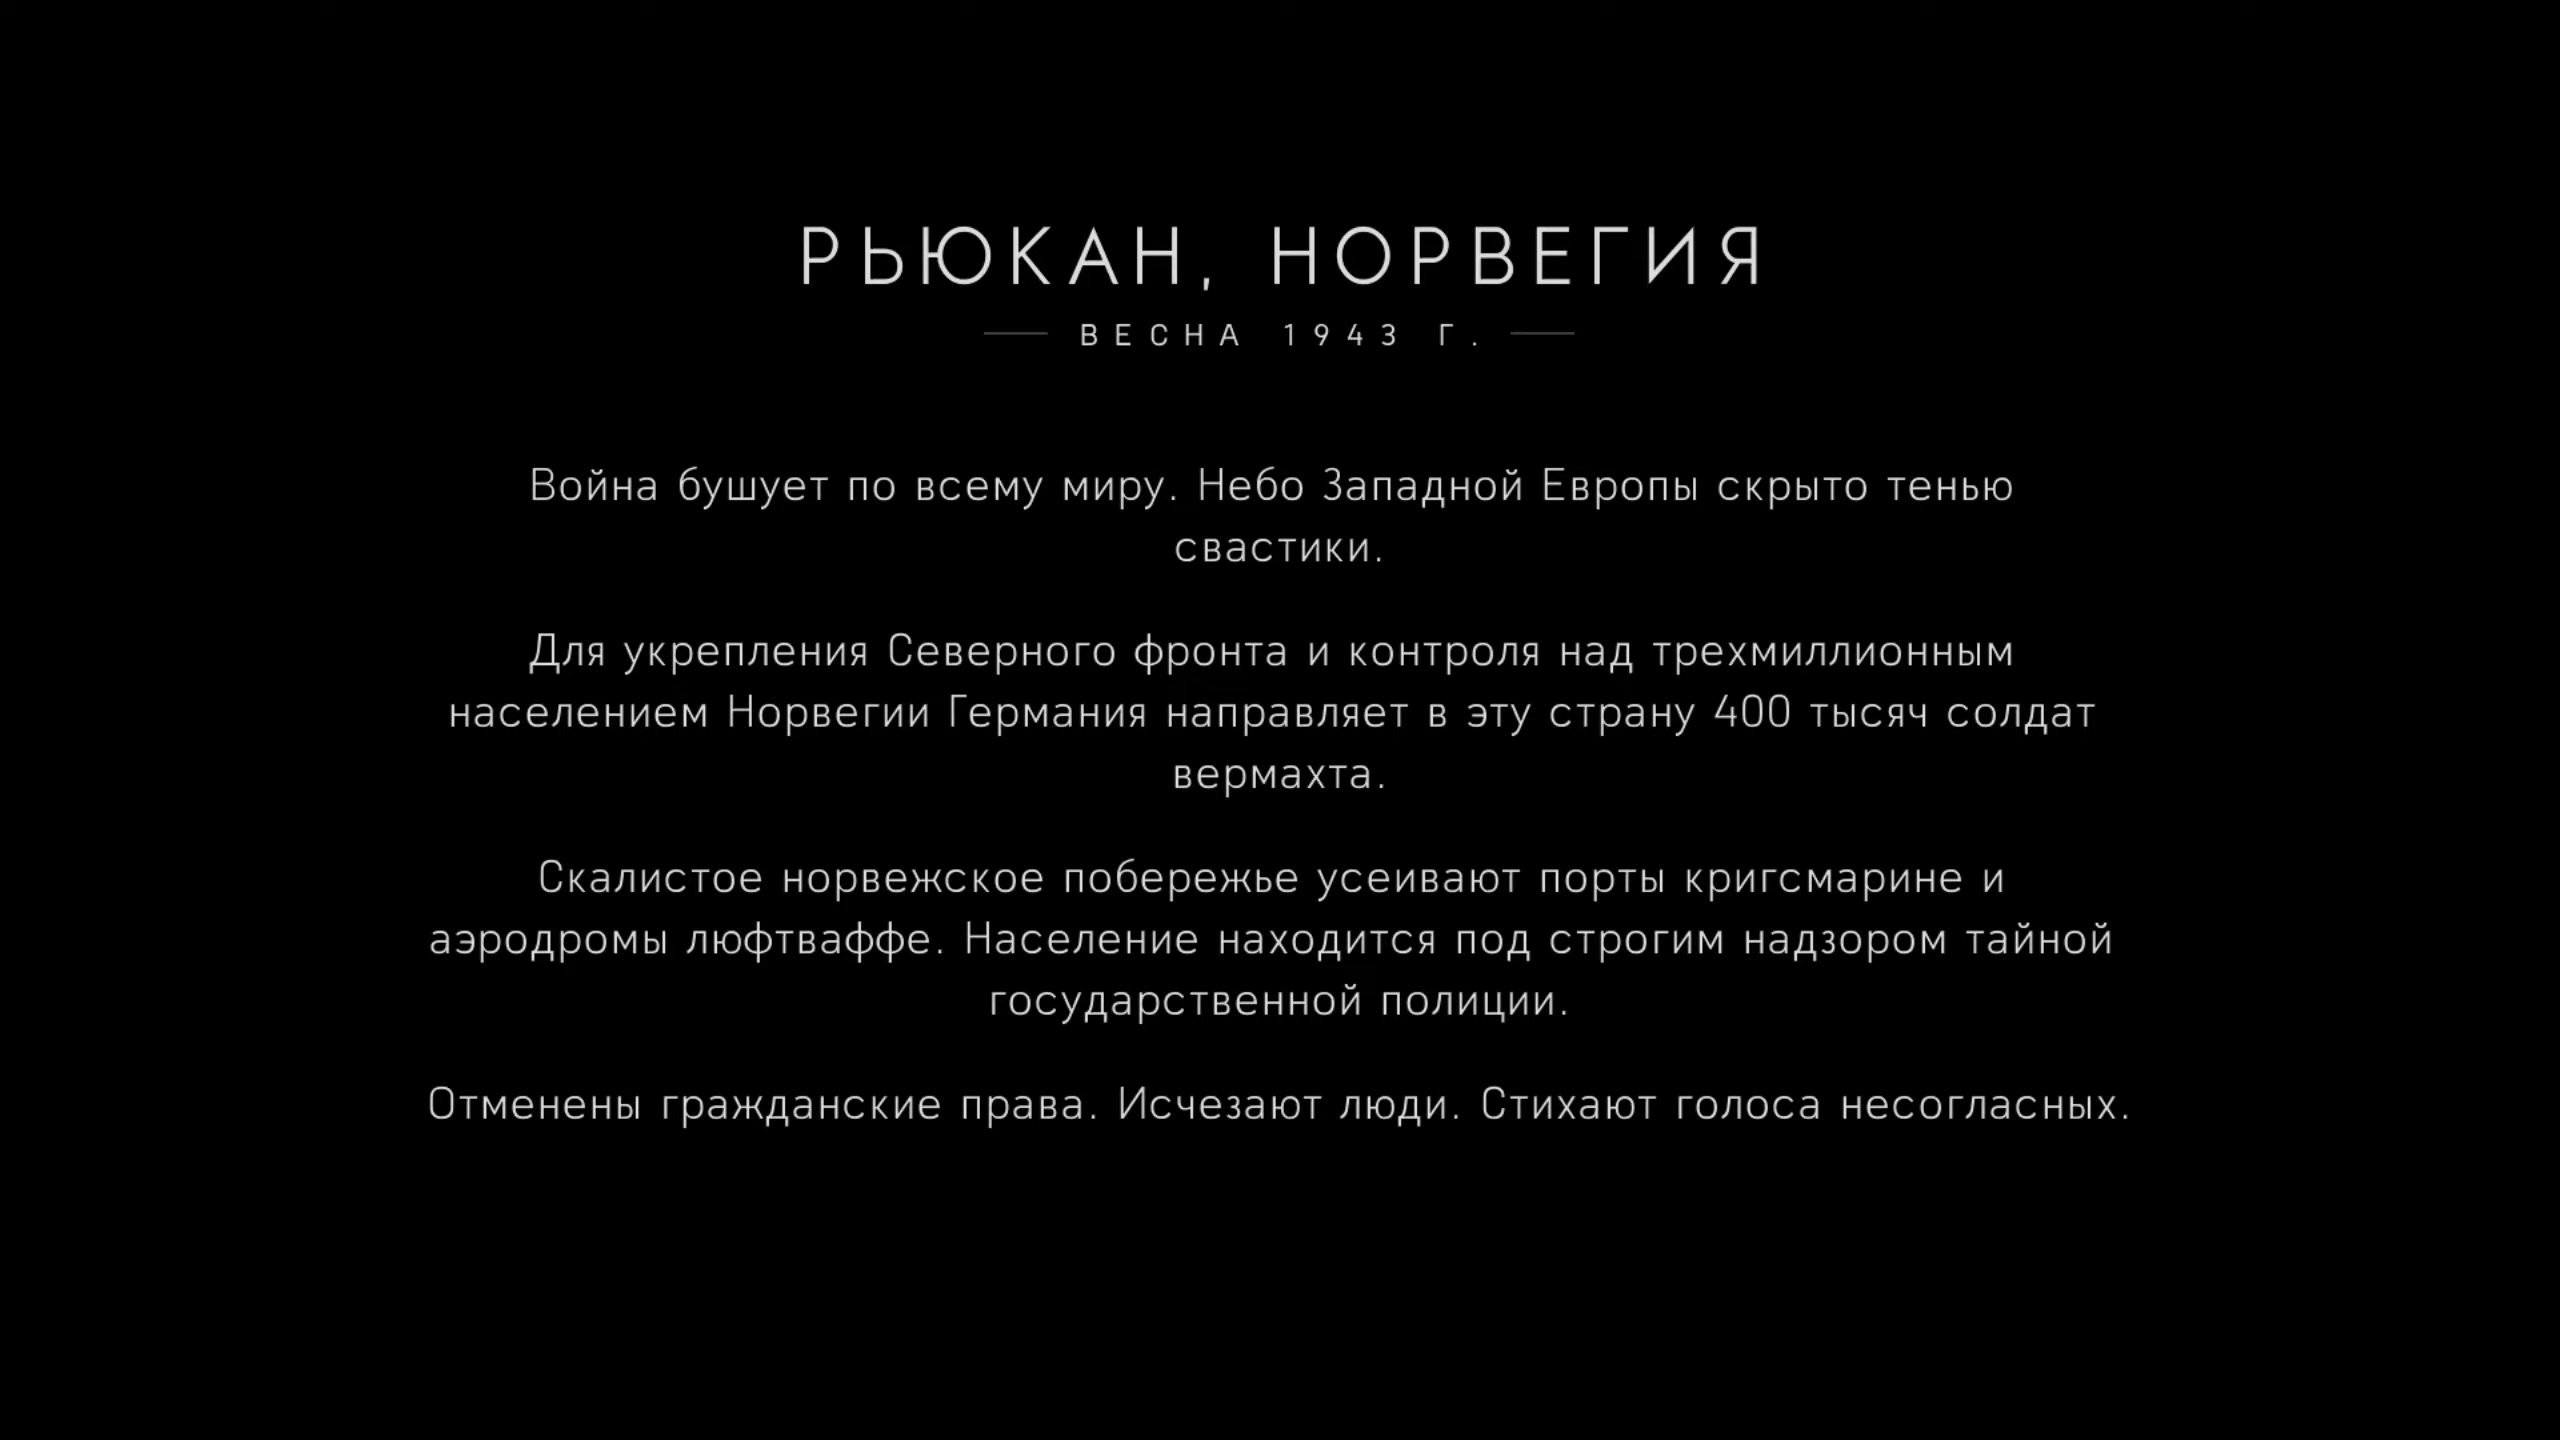 РЬЮКАН, НОРВЕГИЯ
ВЕСНА 1943 Г.
Война бушует по всему миру. Небо Западной Европы скрыто тенью
свастики.
Для укрепления Северного фронта и контроля над трехмиллионным
населением Норвегии Германия направляет в эту страну 400 тысяч солдат
вермахта.
Скалистое норвежское побережье усеивают порты кригсмарине и
аэродромы люфтваффе. Население находится под строгим надзором тайной
государственной полиции.
Отменены гражданские права. Исчезают люди. Стихают голоса несогласных.